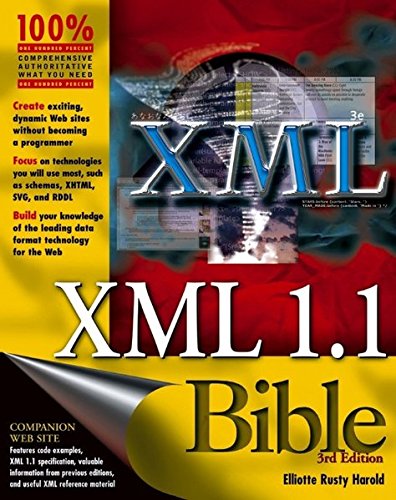 100%
ONE HUNDRED PERCENT
COMPREHENSIVE
AUTHORITATIVE
WHAT YOU NEED
ONE HUNDRED PERCENT
Create exciting,
dynamic Web sites
without becoming
a programmer
Focus on technologies
you will use most, such
as schemas, XHTML,
SVG, and RDDL
Build your knowledge
of the leading data
format technology
for the Web
3e
XML
XML 1.1
Bible
3rd Edition
Elliotte Rusty Harold
COMPANION
WEB SITE
Features code examples,
XML 1.1 specification, valuable
information from previous editions,
and useful XML reference material